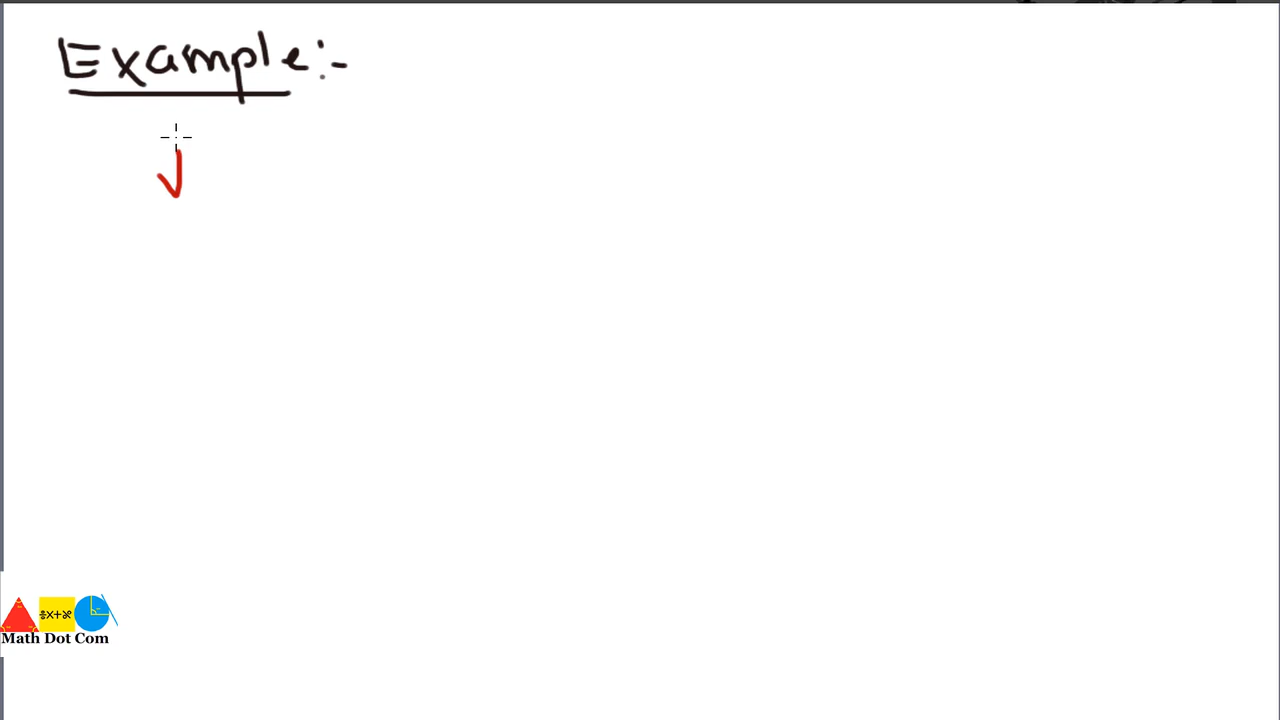 Example:-
√
÷x+%
Math Dot Com